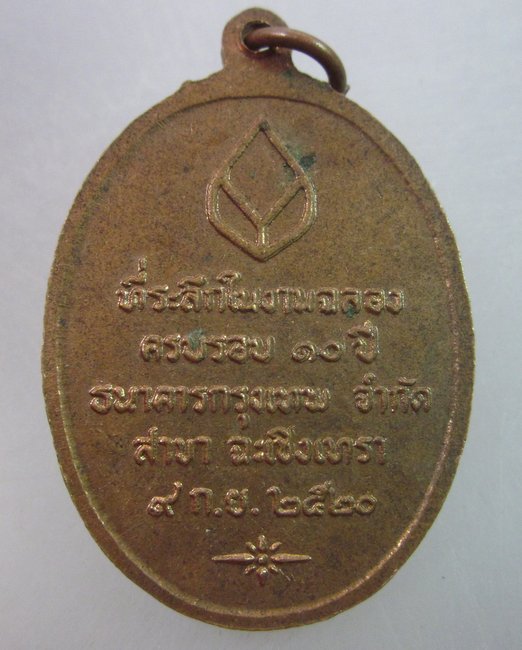 ที่ระลึกในงานฉลอง
ครบรอบ ๑๐ ปี
ธนาคารกรุงเทพ จำกัด
สาขา ฉะเชิงเทรา
๙ ก.ย. ๒๕๒๐